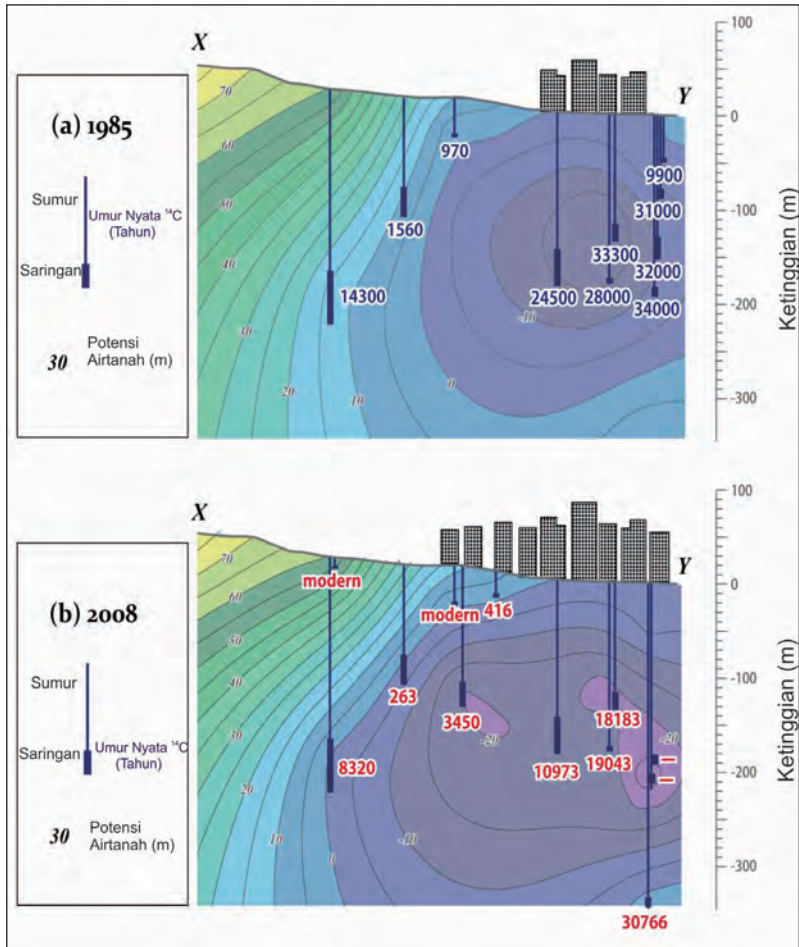 X
Y
100
0
-100
-200
-300
Ketinggian (m)
(a) 1985
Sumur
Umur Nyata ¹⁴C
(Tahun)
Saringan
30
Potensi
Airtanah (m)
70
60
50
40
30
20
10
0
-10
-10
970
1560
14300
24500
28000
33300
9900
31000
32000
34000
X
Y
100
0
-100
-200
-300
Ketinggian (m)
(b) 2008
Sumur
Saringan
Umur Nyata ¹⁴C
(Tahun)
30
Potensi
Airtanah (m)
70
60
50
40
30
20
10
0
-10
-20
-20
modern
modern
416
263
3450
8320
10973
18183
19043
–
–
30766